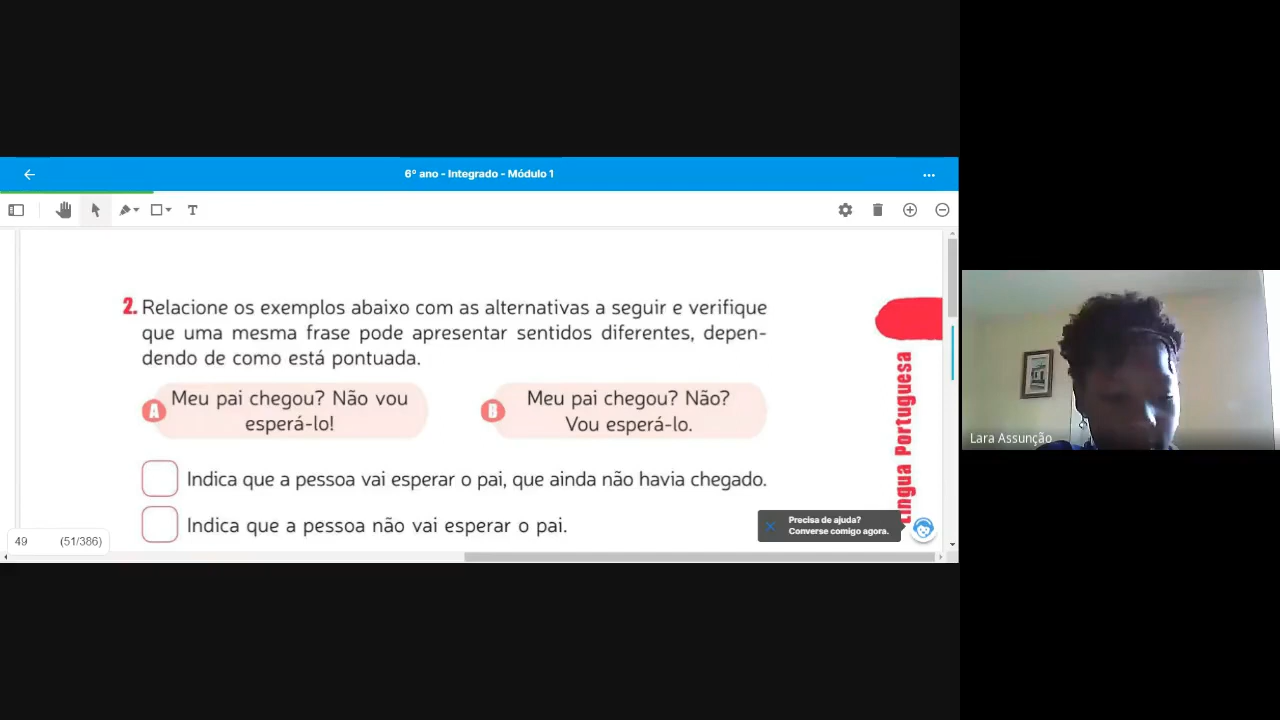 6º ano - Integrado - Módulo 1
T
2. Relacione os exemplos abaixo com as alternativas a seguir e verifique
que uma mesma frase pode apresentar sentidos diferentes, depen-
dendo de como está pontuada.
A Meu pai chegou? Não vou
esperá-lo!
B Meu pai chegou? Não?
Vou esperá-lo.
Indica que a pessoa vai esperar o pai, que ainda não havia chegado.
Indica que a pessoa não vai esperar o pai.
Língua Portuguesa
Precisa de ajuda?
Converse comigo agora.
49 (51/386)
Lara Assunção